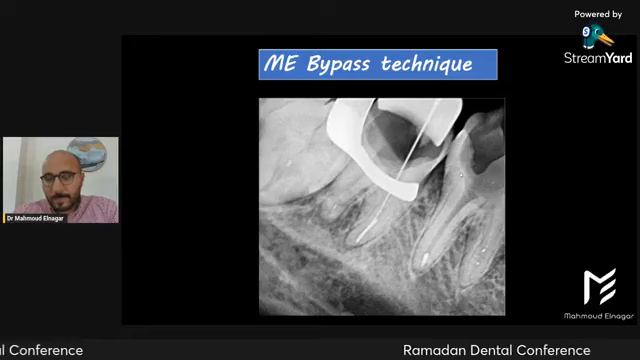 Powered by
StreamYard
ME Bypass technique
Dr Mahmoud Elnagar
Mahmoud Elnagar
al Conference
Ramadan Dental Conference